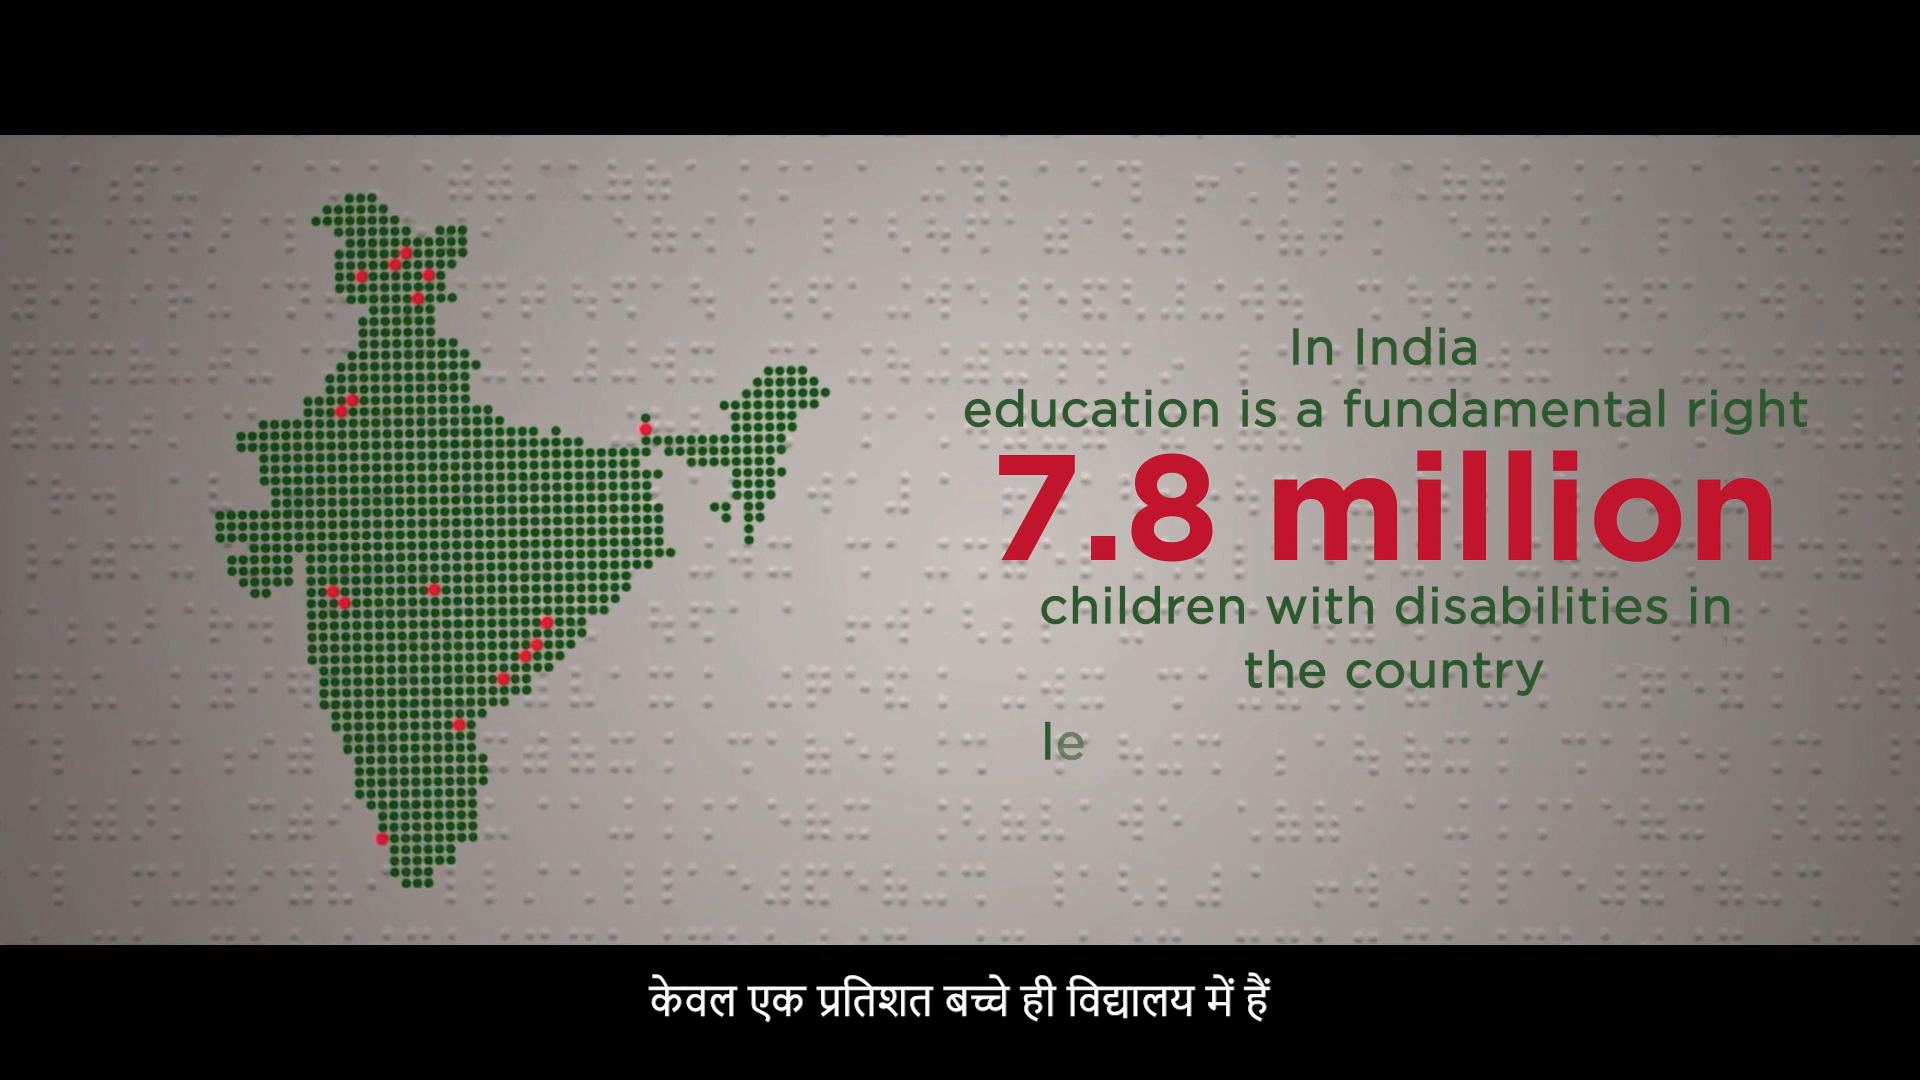 In India
education is a fundamental right
7.8 million
children with disabilities in
the country
le
केवल एक प्रतिशत बच्चे ही विद्यालय में हैं